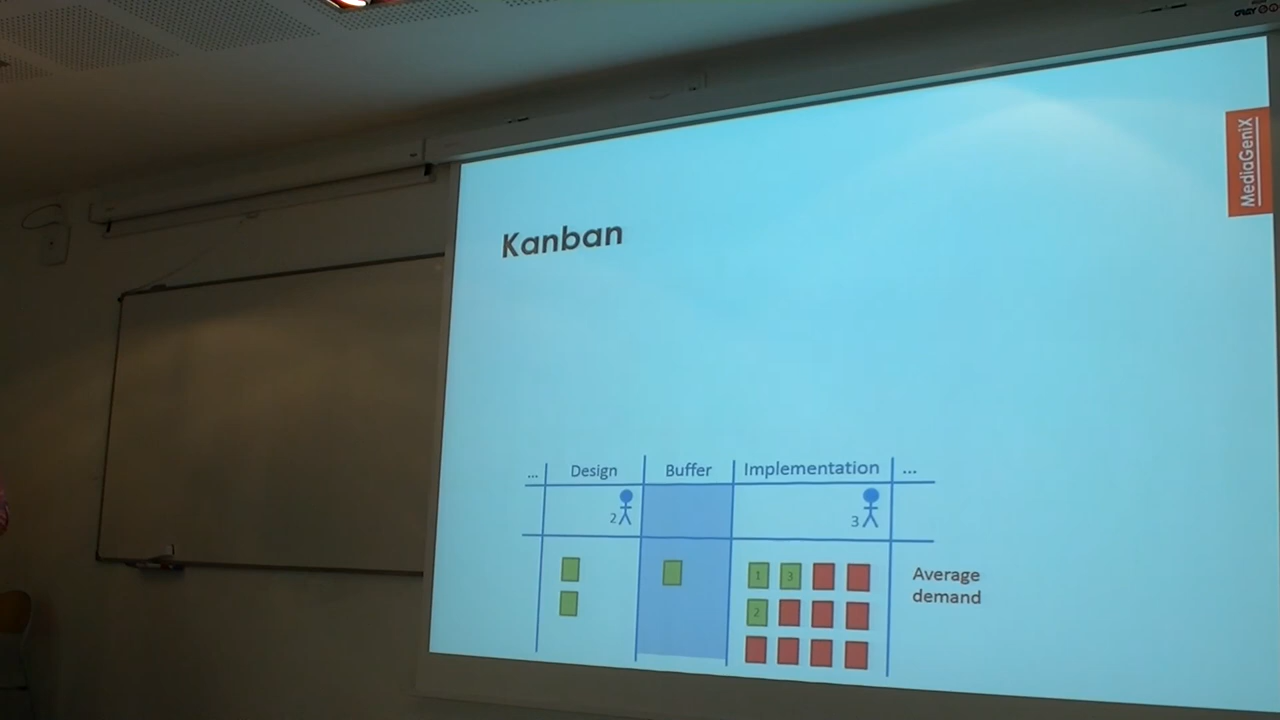 MediaGeniX
Kanban
... Design Buffer Implementation ...
2 3
1 3
2
Average
demand